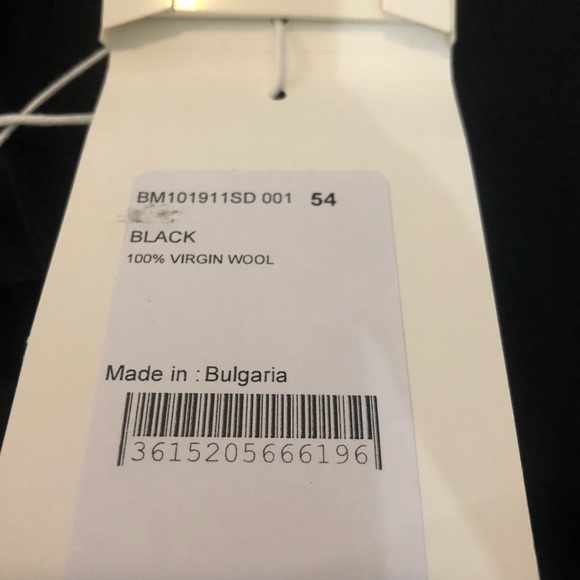 BM101911SD 001 54
BLACK
100% VIRGIN WOOL
Made in : Bulgaria
3615205666196